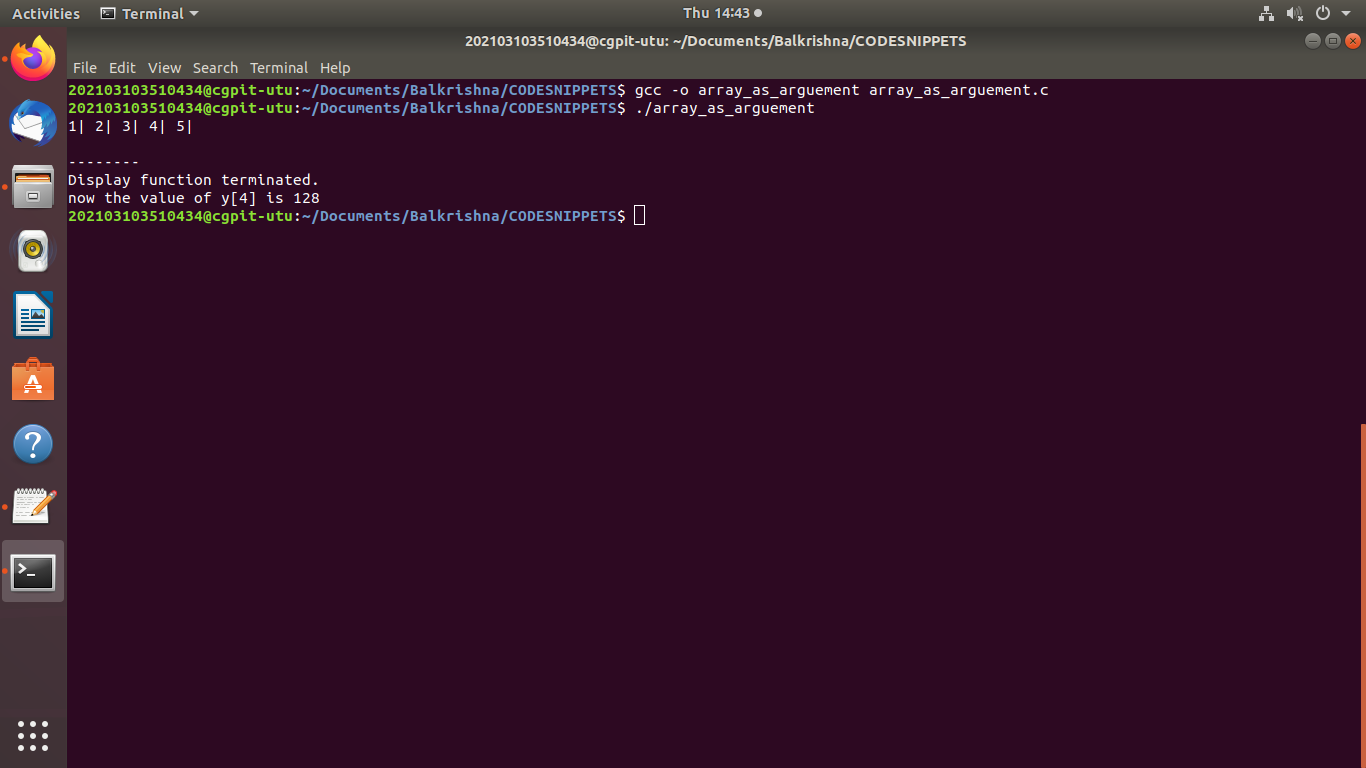 Activities Terminal Thu 14:43
202103103510434@cgpit-utu: ~/Documents/Balkrishna/CODESNIPPETS
File Edit View Search Terminal Help
202103103510434@cgpit-utu:~/Documents/Balkrishna/CODESNIPPETS$ gcc -o array_as_arguement array_as_arguement.c
202103103510434@cgpit-utu:~/Documents/Balkrishna/CODESNIPPETS$ ./array_as_arguement
1| 2| 3| 4| 5|
--------
Display function terminated.
now the value of y[4] is 128
202103103510434@cgpit-utu:~/Documents/Balkrishna/CODESNIPPETS$